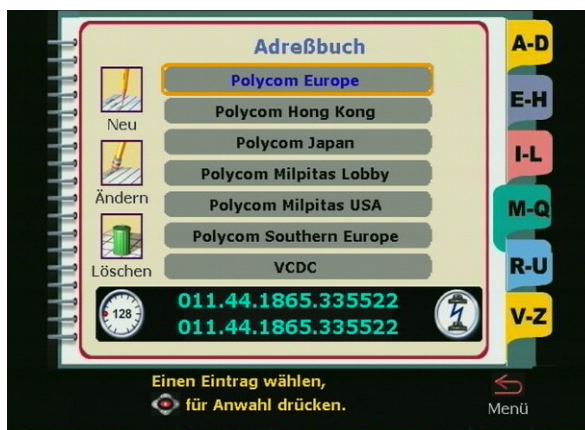 Adreßbuch
Polycom Europe
Polycom Hong Kong
Polycom Japan
Polycom Milpitas Lobby
Polycom Milpitas USA
Polycom Southern Europe
VCDC
Neu
Ändern
Löschen
128
011.44.1865.335522
011.44.1865.335522
A-D
E-H
I-L
M-Q
R-U
V-Z
Einen Eintrag wählen,
für Anwahl drücken.
Menü